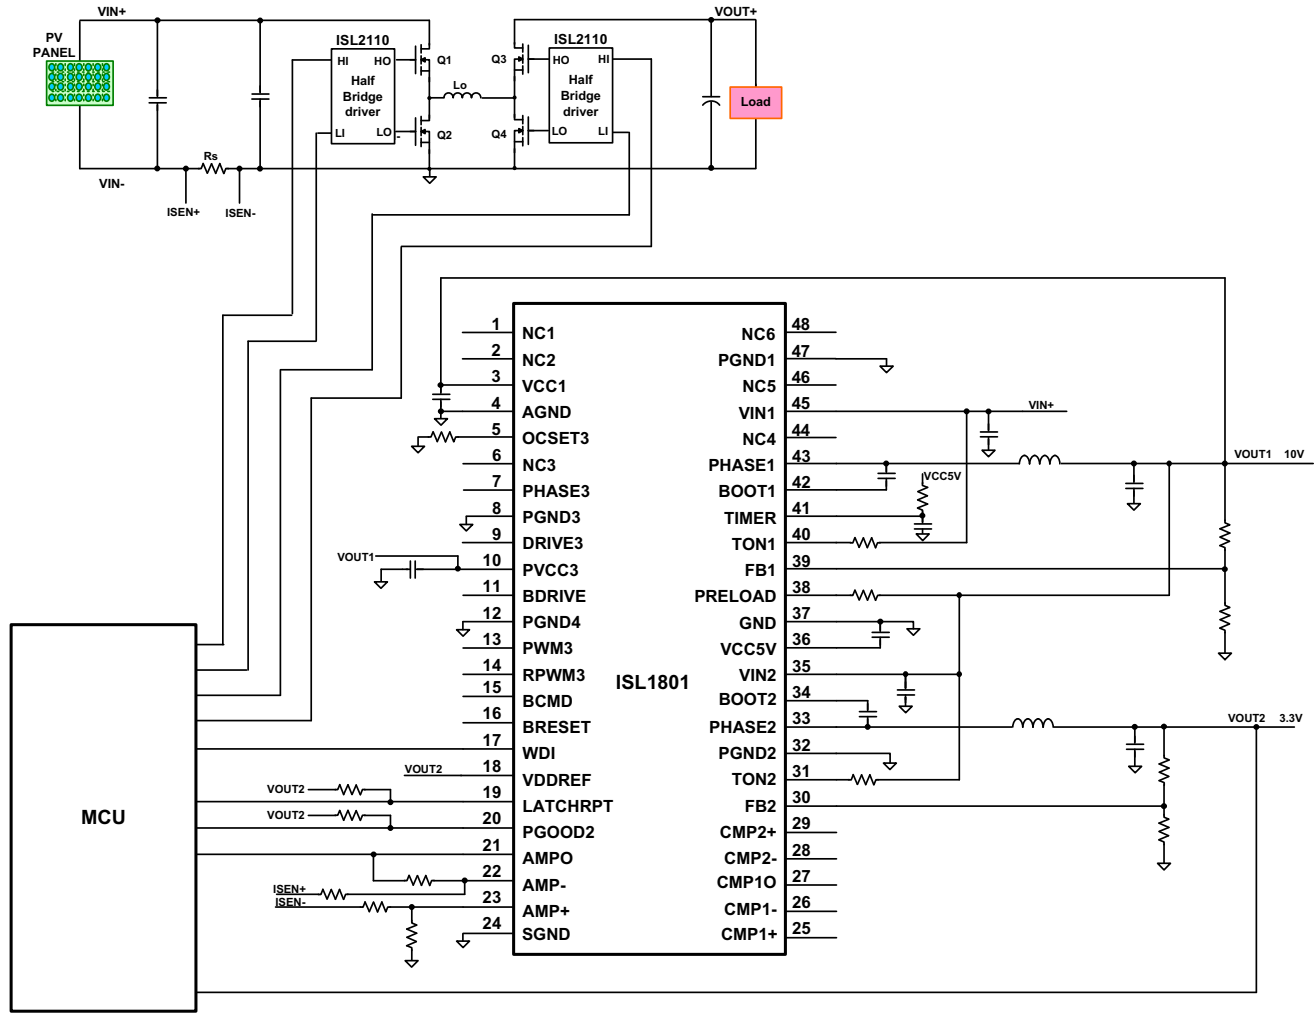 VIN+
VOUT+
PV
PANEL
ISL2110
HI
HO
Half
Bridge
driver
LI
LO
Q1
Q2
Lo
Q3
Q4
ISL2110
HO
HI
Half
Bridge
driver
LO
LI
Load
Rs
VIN-
ISEN+
ISEN-
1 NC1
2 NC2
3 VCC1
4 AGND
5 OCSET3
6 NC3
7 PHASE3
8 PGND3
9 DRIVE3
VOUT1
10 PVCC3
11 BDRIVE
12 PGND4
13 PWM3
14 RPWM3
15 BCMD
16 BRESET
17 WDI
VOUT2 18 VDDREF
VOUT2
19 LATCHRPT
VOUT2
20 PGOOD2
21 AMPO
22 AMP-
ISEN+
ISEN-
23 AMP+
24 SGND
ISL1801
NC6 48
PGND1 47
NC5 46
VIN1 45
VIN+
NC4 44
PHASE1 43
VOUT1 10V
BOOT1 42
VCC5V
TIMER 41
TON1 40
FB1 39
PRELOAD 38
GND 37
VCC5V 36
VIN2 35
BOOT2 34
PHASE2 33
VOUT2 3.3V
PGND2 32
TON2 31
FB2 30
CMP2+ 29
CMP2- 28
CMP1O 27
CMP1- 26
CMP1+ 25
MCU